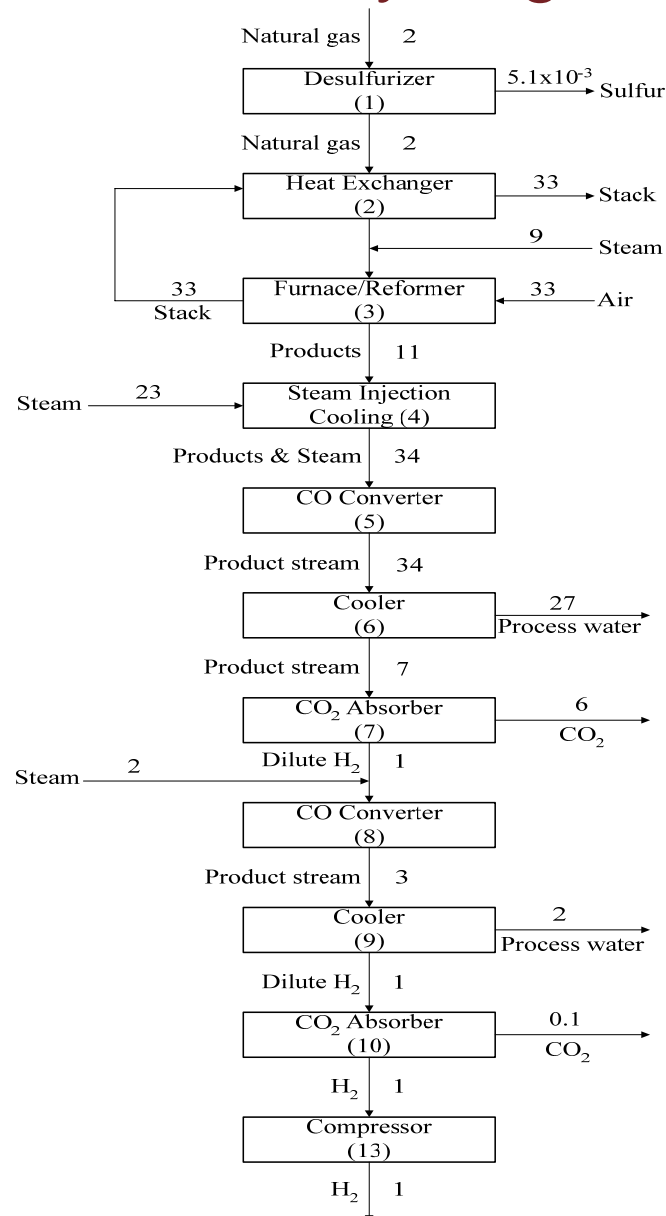 Natural gas 2
Desulfurizer
(1)
5.1x10-3
Sulfur
Natural gas 2
Heat Exchanger
(2)
33
Stack
9
Steam
33
Stack
Furnace/Reformer
(3)
33
Air
Products 11
Steam
23
Steam Injection
Cooling (4)
Products & Steam 34
CO Converter
(5)
Product stream 34
Cooler
(6)
27
Process water
Product stream 7
CO2 Absorber
(7)
6
CO2
Dilute H2 1
Steam
2
CO Converter
(8)
Product stream 3
Cooler
(9)
2
Process water
Dilute H2 1
CO2 Absorber
(10)
0.1
CO2
H2 1
Compressor
(13)
H2 1